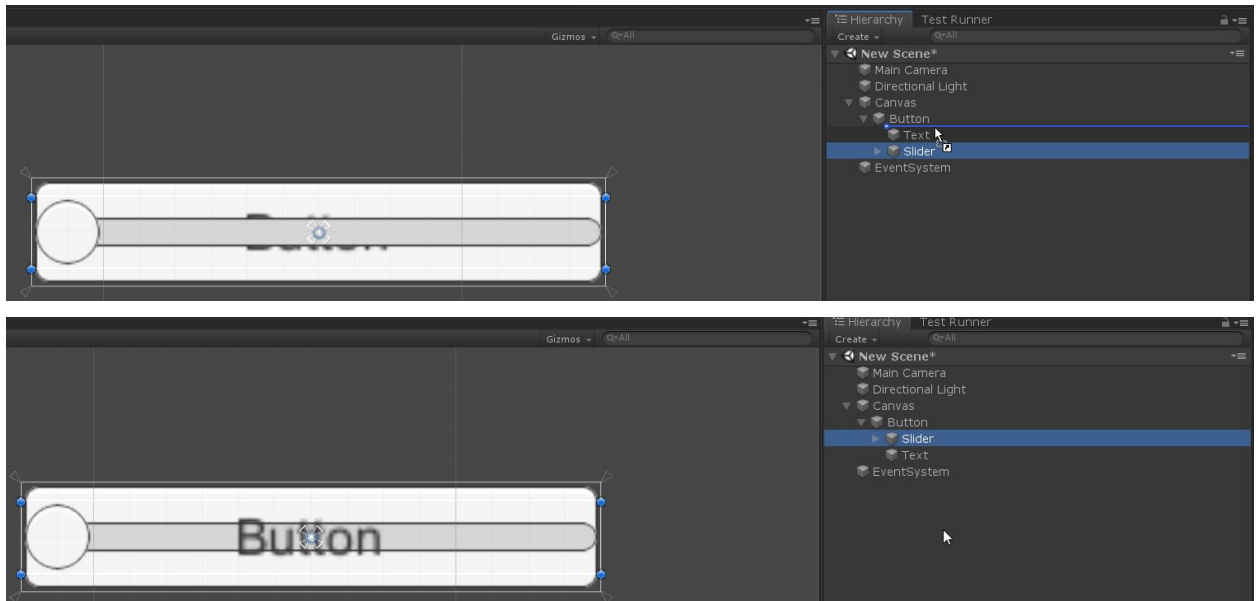 Hierarchy Test Runner
Gizmos All Create All
New Scene*
Main Camera
Directional Light
Canvas
Button
Text
Slider
EventSystem
Button
Hierarchy Test Runner
Gizmos All Create All
New Scene*
Main Camera
Directional Light
Canvas
Button
Slider
Text
EventSystem
Button